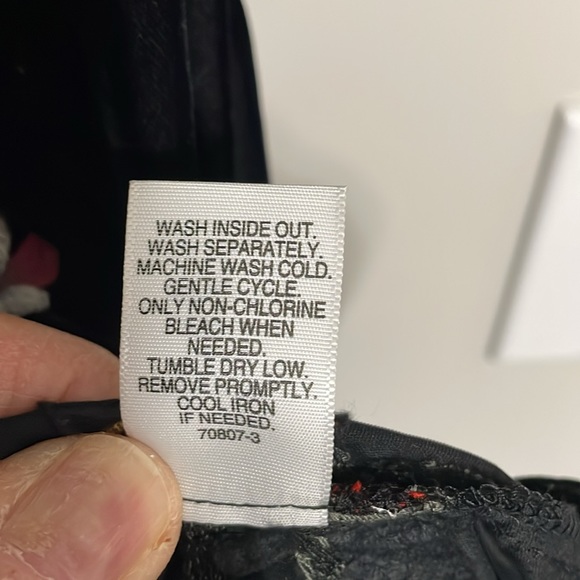 WASH INSIDE OUT.
WASH SEPARATELY.
MACHINE WASH COLD.
GENTLE CYCLE.
ONLY NON-CHLORINE
BLEACH WHEN
NEEDED.
TUMBLE DRY LOW.
REMOVE PROMPTLY.
COOL IRON
IF NEEDED.
70807-3